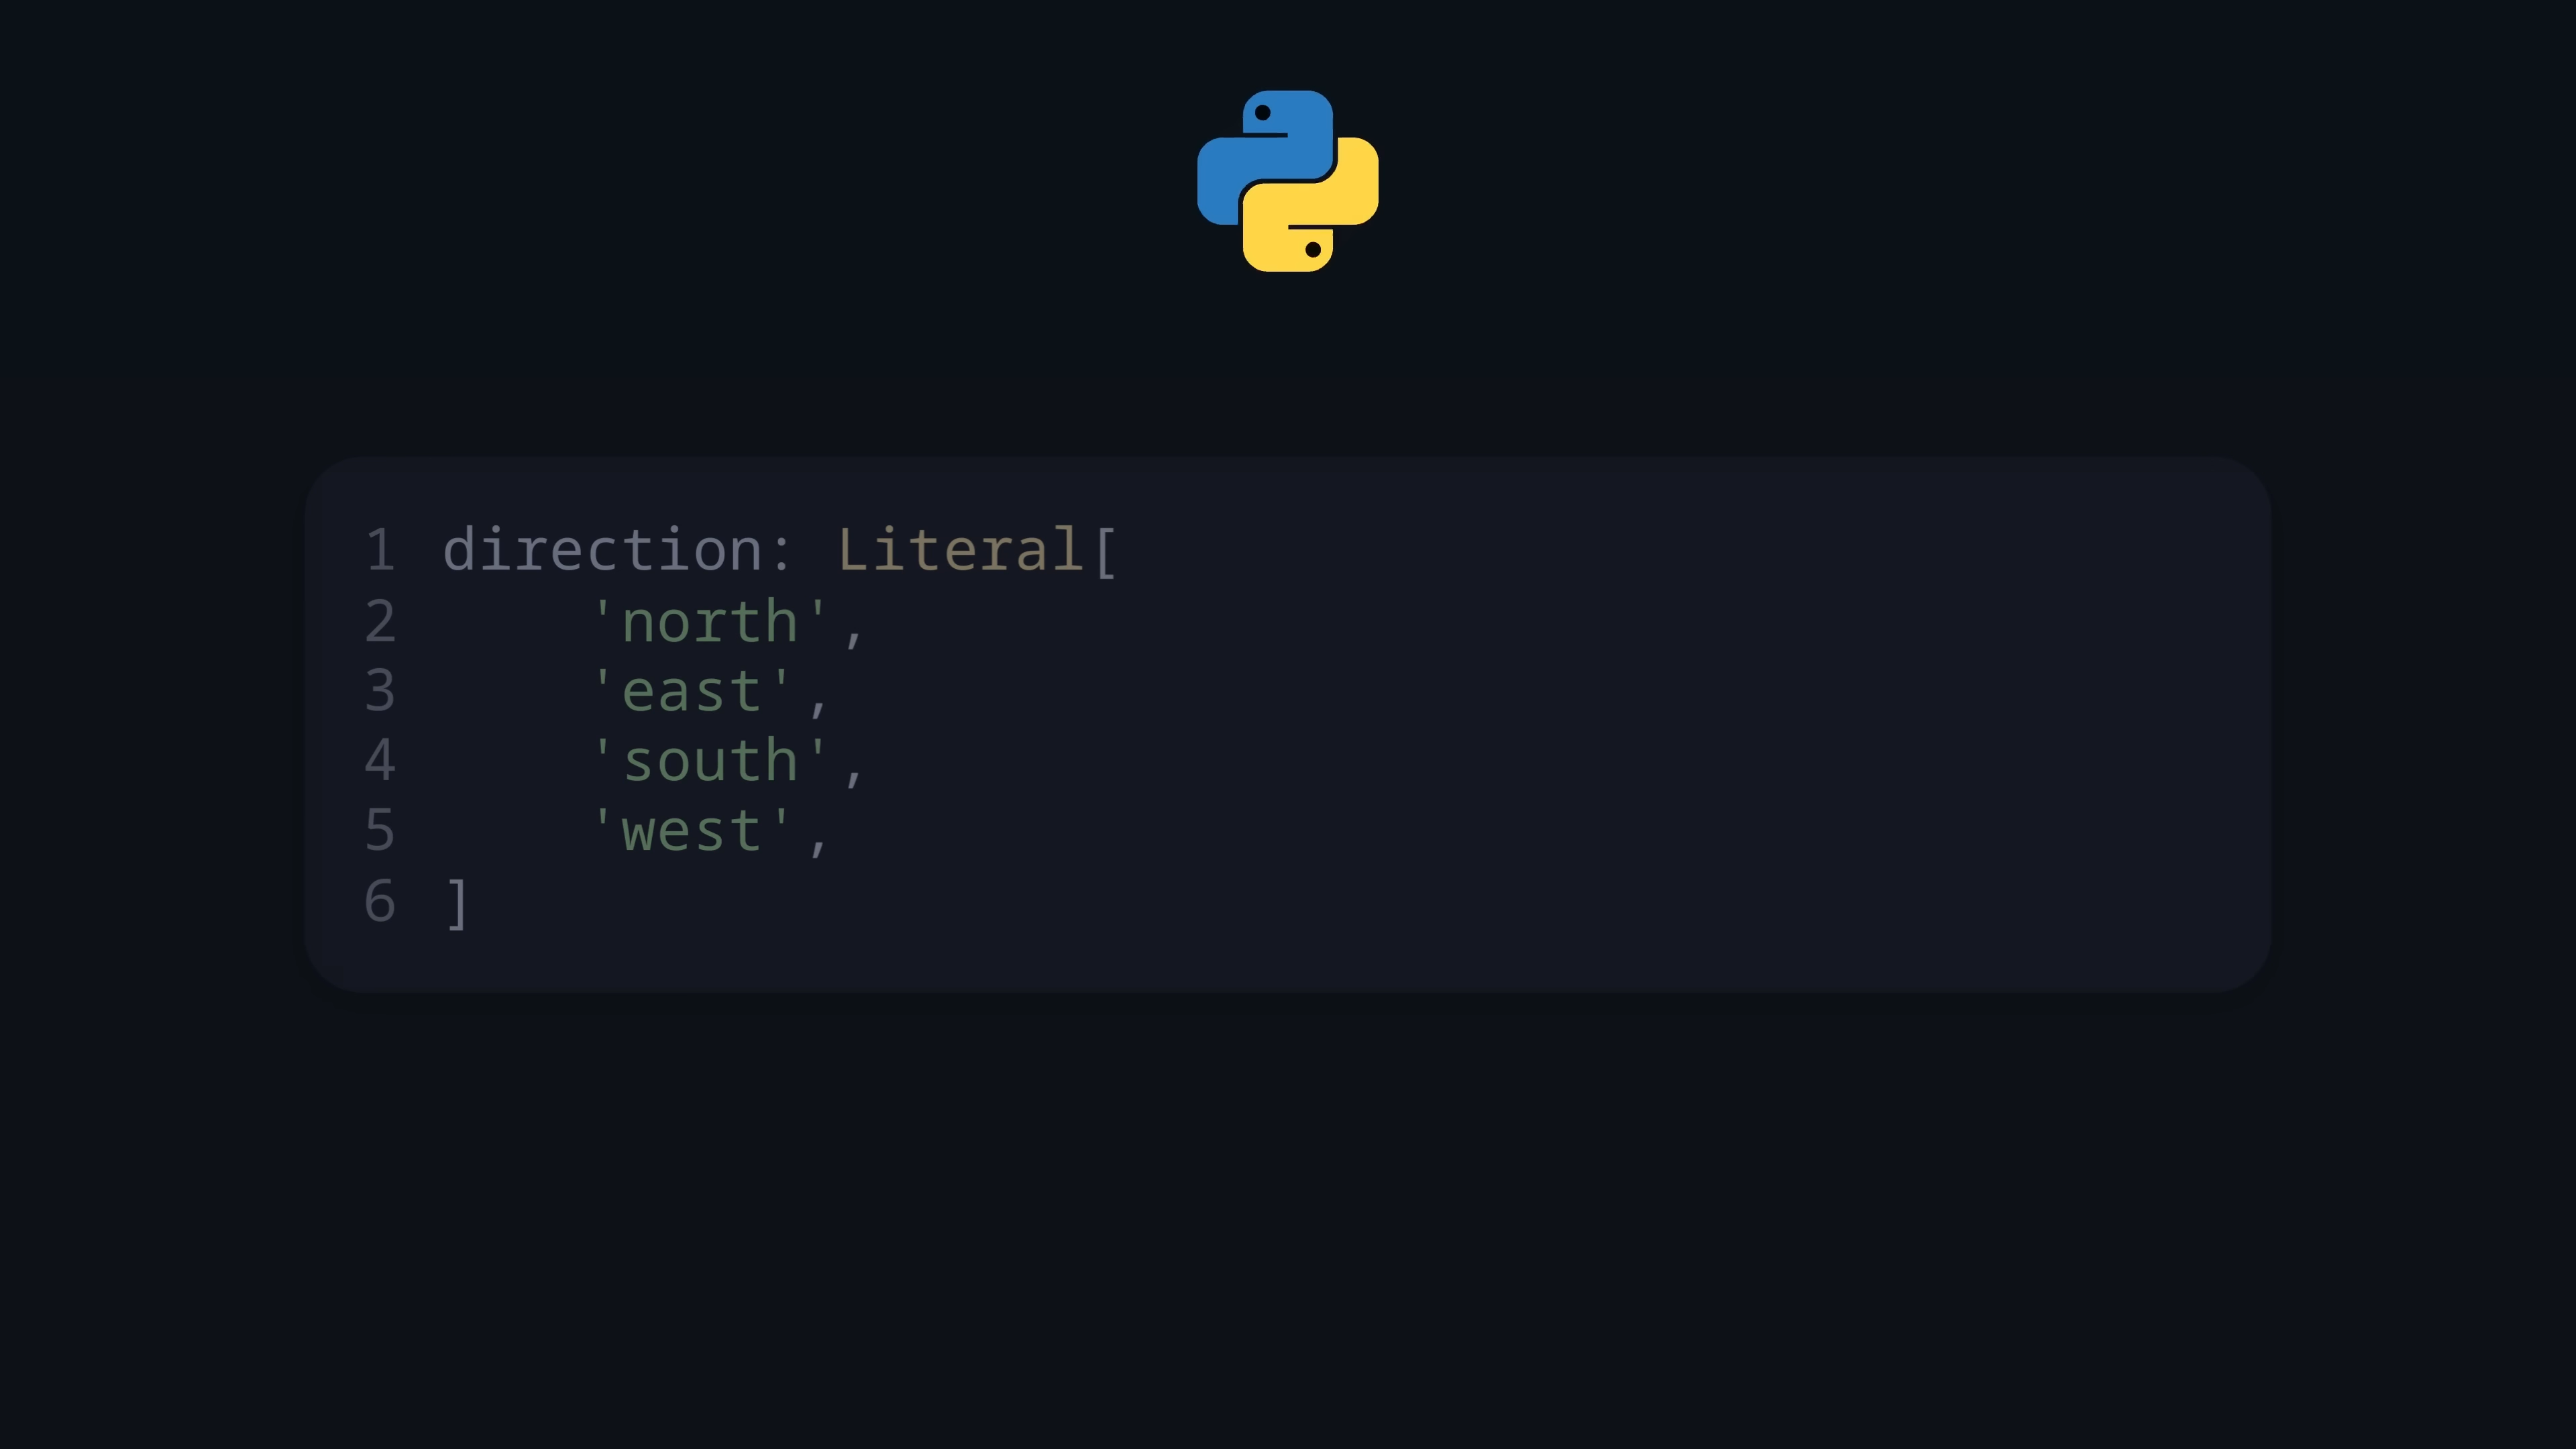 1 direction: Literal[
2     'north',
3     'east',
4     'south',
5     'west',
6 ]